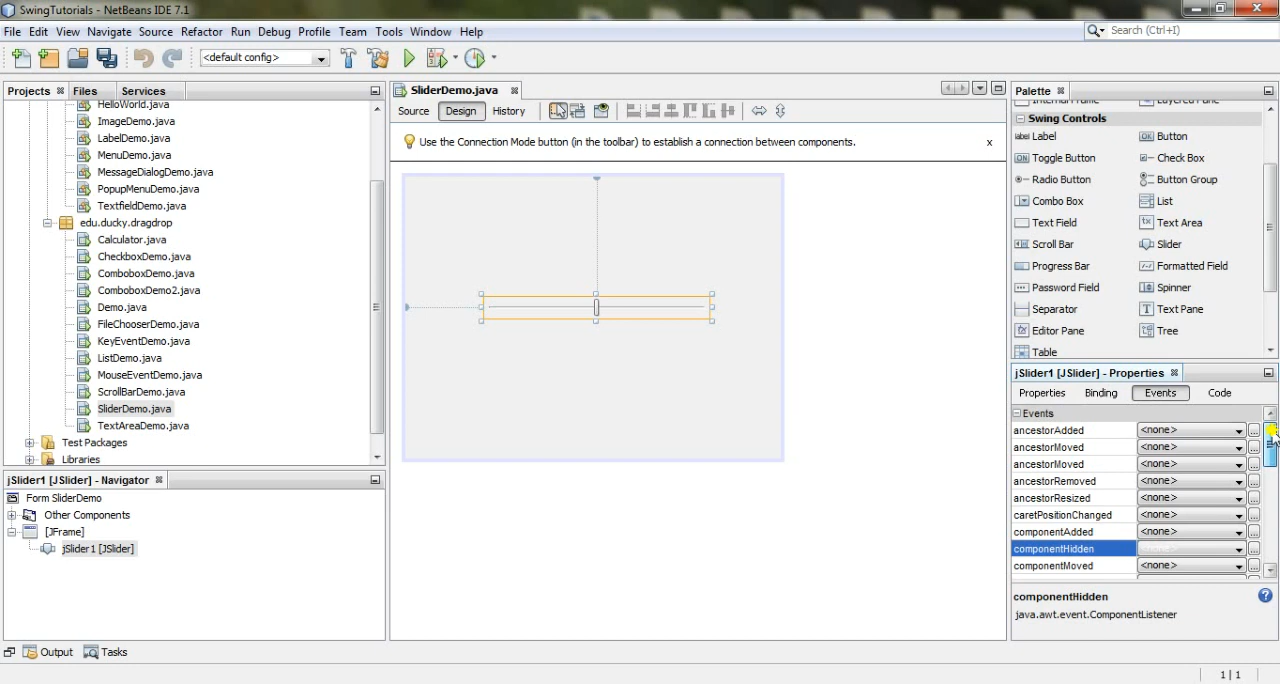 SwingTutorials - NetBeans IDE 7.1
File Edit View Navigate Source Refactor Run Debug Profile Team Tools Window Help
Search (Ctrl+I)
<default config>
Projects Files Services
HelloWorld.java
ImageDemo.java
LabelDemo.java
MenuDemo.java
MessageDialogDemo.java
PopupMenuDemo.java
TextfieldDemo.java
edu.ducky.dragdrop
Calculator.java
CheckboxDemo.java
ComboboxDemo.java
ComboboxDemo2.java
Demo.java
FileChooserDemo.java
KeyEventDemo.java
ListDemo.java
MouseEventDemo.java
ScrollBarDemo.java
SliderDemo.java
TextAreaDemo.java
Test Packages
Libraries
jSlider1 [JSlider] - Navigator
Form SliderDemo
Other Components
[JFrame]
jSlider1 [JSlider]
SliderDemo.java
Source Design History
Use the Connection Mode button (in the toolbar) to establish a connection between components. x
Palette
Internal Frame Layered Pane
Swing Controls
Label Button
Toggle Button Check Box
Radio Button Button Group
Combo Box List
Text Field Text Area
Scroll Bar Slider
Progress Bar Formatted Field
Password Field Spinner
Separator Text Pane
Editor Pane Tree
Table
jSlider1 [JSlider] - Properties
Properties Binding Events Code
Events
ancestorAdded <none> ...
ancestorMoved <none> ...
ancestorMoved <none> ...
ancestorRemoved <none> ...
ancestorResized <none> ...
caretPositionChanged <none> ...
componentAdded <none> ...
componentHidden <none> ...
componentMoved <none> ...
componentHidden
java.awt.event.ComponentListener
Output Tasks
1 | 1